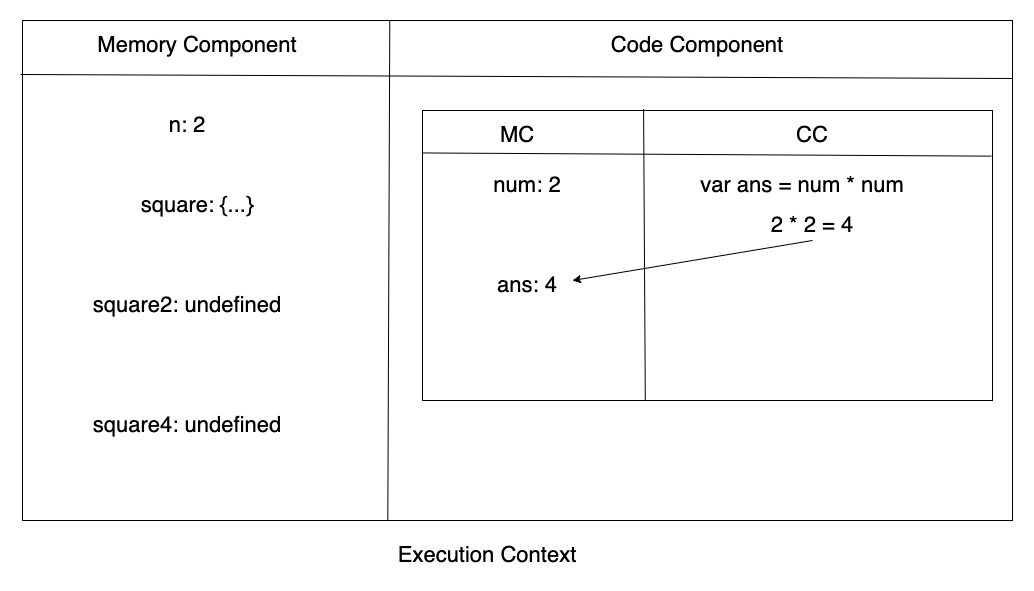 Memory Component
Code Component
n: 2
square: {...}
square2: undefined
square4: undefined
MC
CC
num: 2
var ans = num * num
2 * 2 = 4
ans: 4
Execution Context